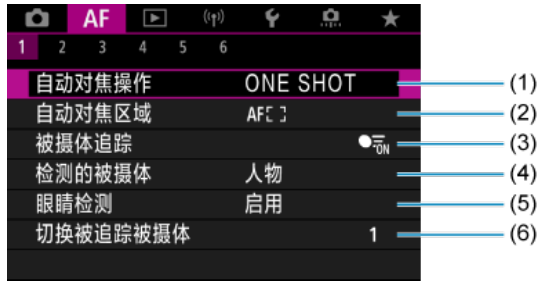 AF
1 2 3 4 5 6
自动对焦操作 ONE SHOT (1)
自动对焦区域 AF[ ] (2)
被摄体追踪 ON (3)
检测的被摄体 人物 (4)
眼睛检测 启用 (5)
切换被追踪被摄体 1 (6)